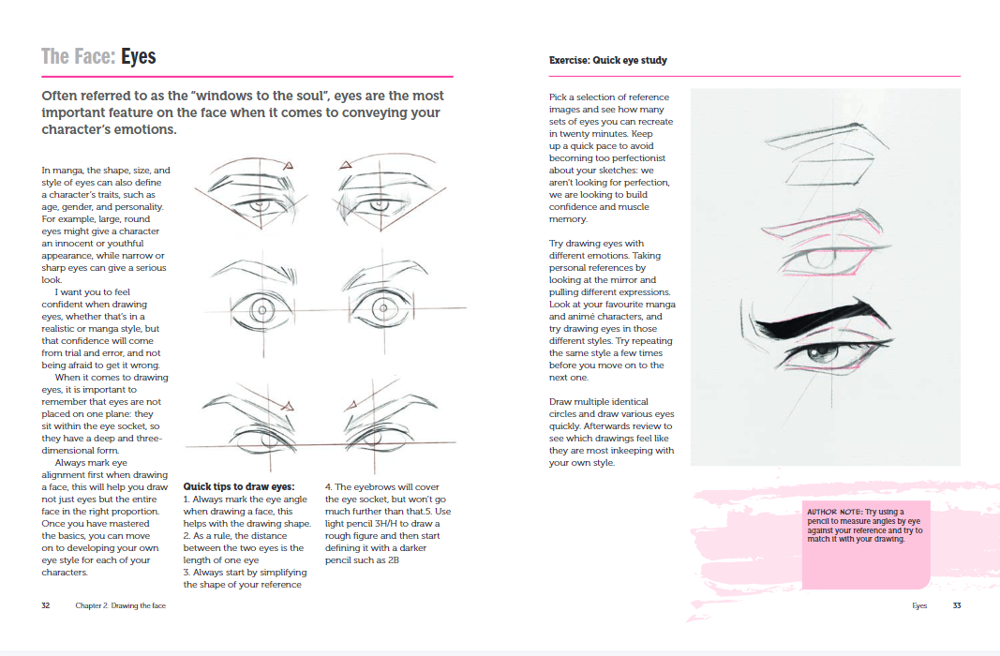 The Face: Eyes
Often referred to as the “windows to the soul”, eyes are the most
important feature on the face when it comes to conveying your
character’s emotions.
In manga, the shape, size, and
style of eyes can also define
a character’s traits, such as
age, gender, and personality.
For example, large, round
eyes might give a character
an innocent or youthful
appearance, while narrow or
sharp eyes can give a serious
look.
I want you to feel
confident when drawing
eyes, whether that’s in a
realistic or manga style, but
that confidence will come
from trial and error, and not
being afraid to get it wrong.
When it comes to drawing
eyes, it is important to
remember that eyes are not
placed on one plane: they
sit within the eye socket, so
they have a deep and three-
dimensional form.
Always mark eye
alignment first when drawing
a face, this will help you draw
not just eyes but the entire
face in the right proportion.
Once you have mastered
the basics, you can move
on to developing your own
eye style for each of your
characters.
Quick tips to draw eyes:
1. Always mark the eye angle
when drawing a face, this
helps with the drawing shape.
2. As a rule, the distance
between the two eyes is the
length of one eye
3. Always start by simplifying
the shape of your reference
4. The eyebrows will cover
the eye socket, but won’t go
much further than that.5. Use
light pencil 3H/H to draw a
rough figure and then start
defining it with a darker
pencil such as 2B
32 Chapter 2: Drawing the face
Exercise: Quick eye study
Pick a selection of reference
images and see how many
sets of eyes you can recreate
in twenty minutes. Keep
up a quick pace to avoid
becoming too perfectionist
about your sketches: we
aren’t looking for perfection,
we are looking to build
confidence and muscle
memory.
Try drawing eyes with
different emotions. Taking
personal references by
looking at the mirror and
pulling different expressions.
Look at your favourite manga
and animé characters, and
try drawing eyes in those
different styles. Try repeating
the same style a few times
before you move on to the
next one.
Draw multiple identical
circles and draw various eyes
quickly. Afterwards review to
see which drawings feel like
they are most inkeeping with
your own style.
AUTHOR NOTE: Try using a
pencil to measure angles by eye
against your reference and try to
match it with your drawing.
Eyes 33